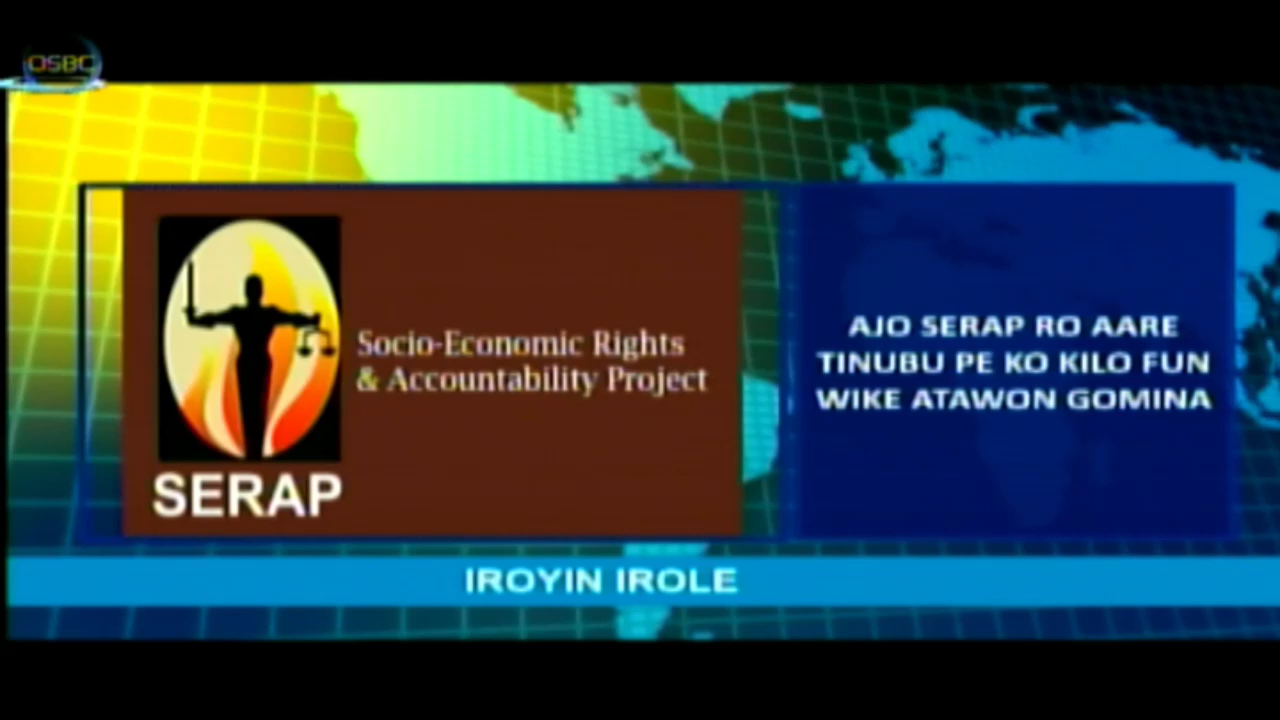 OSBC
Socio-Economic Rights
& Accountability Project
SERAP
AJO SERAP RO AARE
TINUBU PE KO KILO FUN
WIKE ATAWON GOMINA
IROYIN IROLE